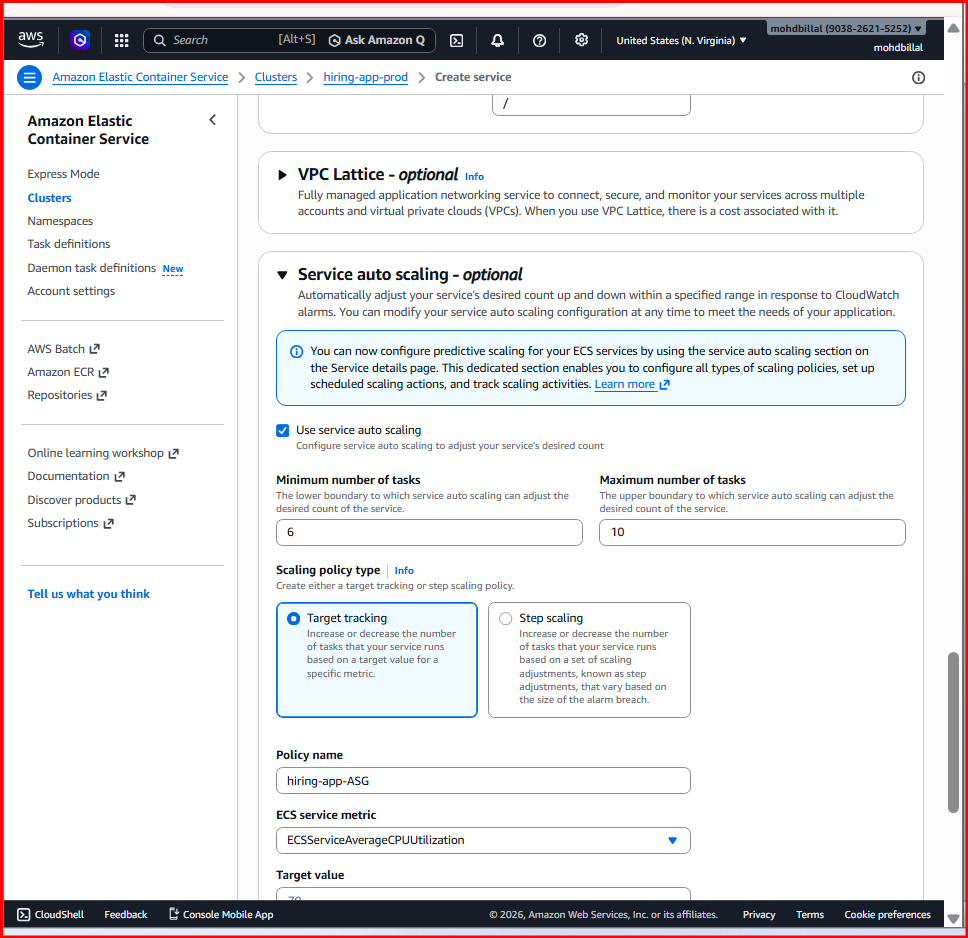 aws
Search
[Alt+S]
Ask Amazon Q
United States (N. Virginia)
mohdbillal (9038-2621-5252)
mohdbillal
Amazon Elastic Container Service
Clusters
hiring-app-prod
Create service
Amazon Elastic
Container Service
Express Mode
Clusters
Namespaces
Task definitions
Daemon task definitions New
Account settings
AWS Batch
Amazon ECR
Repositories
Online learning workshop
Documentation
Discover products
Subscriptions
Tell us what you think
/
VPC Lattice - optional Info
Fully managed application networking service to connect, secure, and monitor your services across multiple
accounts and virtual private clouds (VPCs). When you use VPC Lattice, there is a cost associated with it.
Service auto scaling - optional
Automatically adjust your service's desired count up and down within a specified range in response to CloudWatch
alarms. You can modify your service auto scaling configuration at any time to meet the needs of your application.
You can now configure predictive scaling for your ECS services by using the service auto scaling section on
the Service details page. This dedicated section enables you to configure all types of scaling policies, set up
scheduled scaling actions, and track scaling activities. Learn more
Use service auto scaling
Configure service auto scaling to adjust your service's desired count
Minimum number of tasks
The lower boundary to which service auto scaling can adjust the
desired count of the service.
6
Maximum number of tasks
The upper boundary to which service auto scaling can adjust the
desired count of the service.
10
Scaling policy type Info
Create either a target tracking or step scaling policy.
Target tracking
Increase or decrease the number
of tasks that your service runs
based on a target value for a
specific metric.
Step scaling
Increase or decrease the number
of tasks that your service runs
based on a set of scaling
adjustments, known as step
adjustments, that vary based on
the size of the alarm breach.
Policy name
hiring-app-ASG
ECS service metric
ECSServiceAverageCPUUtilization
Target value
70
CloudShell
Feedback
Console Mobile App
© 2026, Amazon Web Services, Inc. or its affiliates.
Privacy
Terms
Cookie preferences